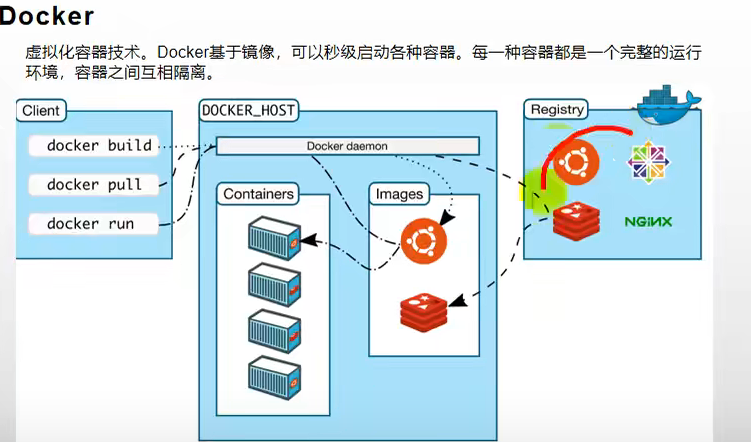 Docker
虚拟化容器技术。Docker基于镜像，可以秒级启动各种容器。每一种容器都是一个完整的运行
环境，容器之间互相隔离。
Client
DOCKER_HOST
Registry
docker build
Docker daemon
docker pull
Containers
Images
docker run
NGINX